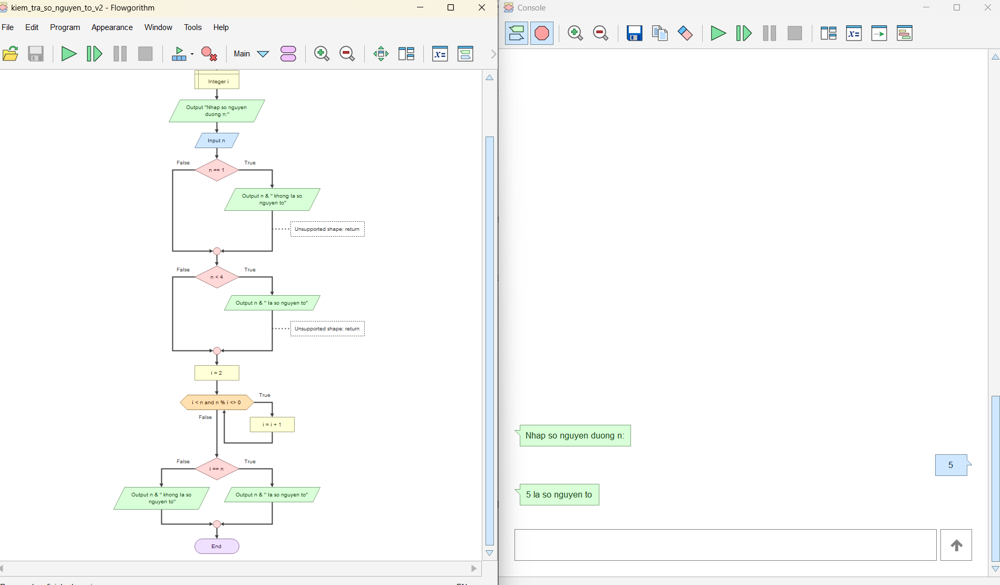 kiem_tra_so_nguyen_to_v2 - Flowgorithm
File Edit Program Appearance Window Tools Help
Main
x=
Integer i
Output "Nhap so nguyen
duong n:"
Input n
False
True
n == 1
Output n & " khong la so
nguyen to"
Unsupported shape: return
False
True
n < 4
Output n & " la so nguyen to"
Unsupported shape: return
i = 2
True
i < n and n % i <> 0
False
i = i + 1
False
True
i == n
Output n & " khong la so
nguyen to"
Output n & " la so nguyen to"
End
Console
x=
Nhap so nguyen duong n:
5
5 la so nguyen to